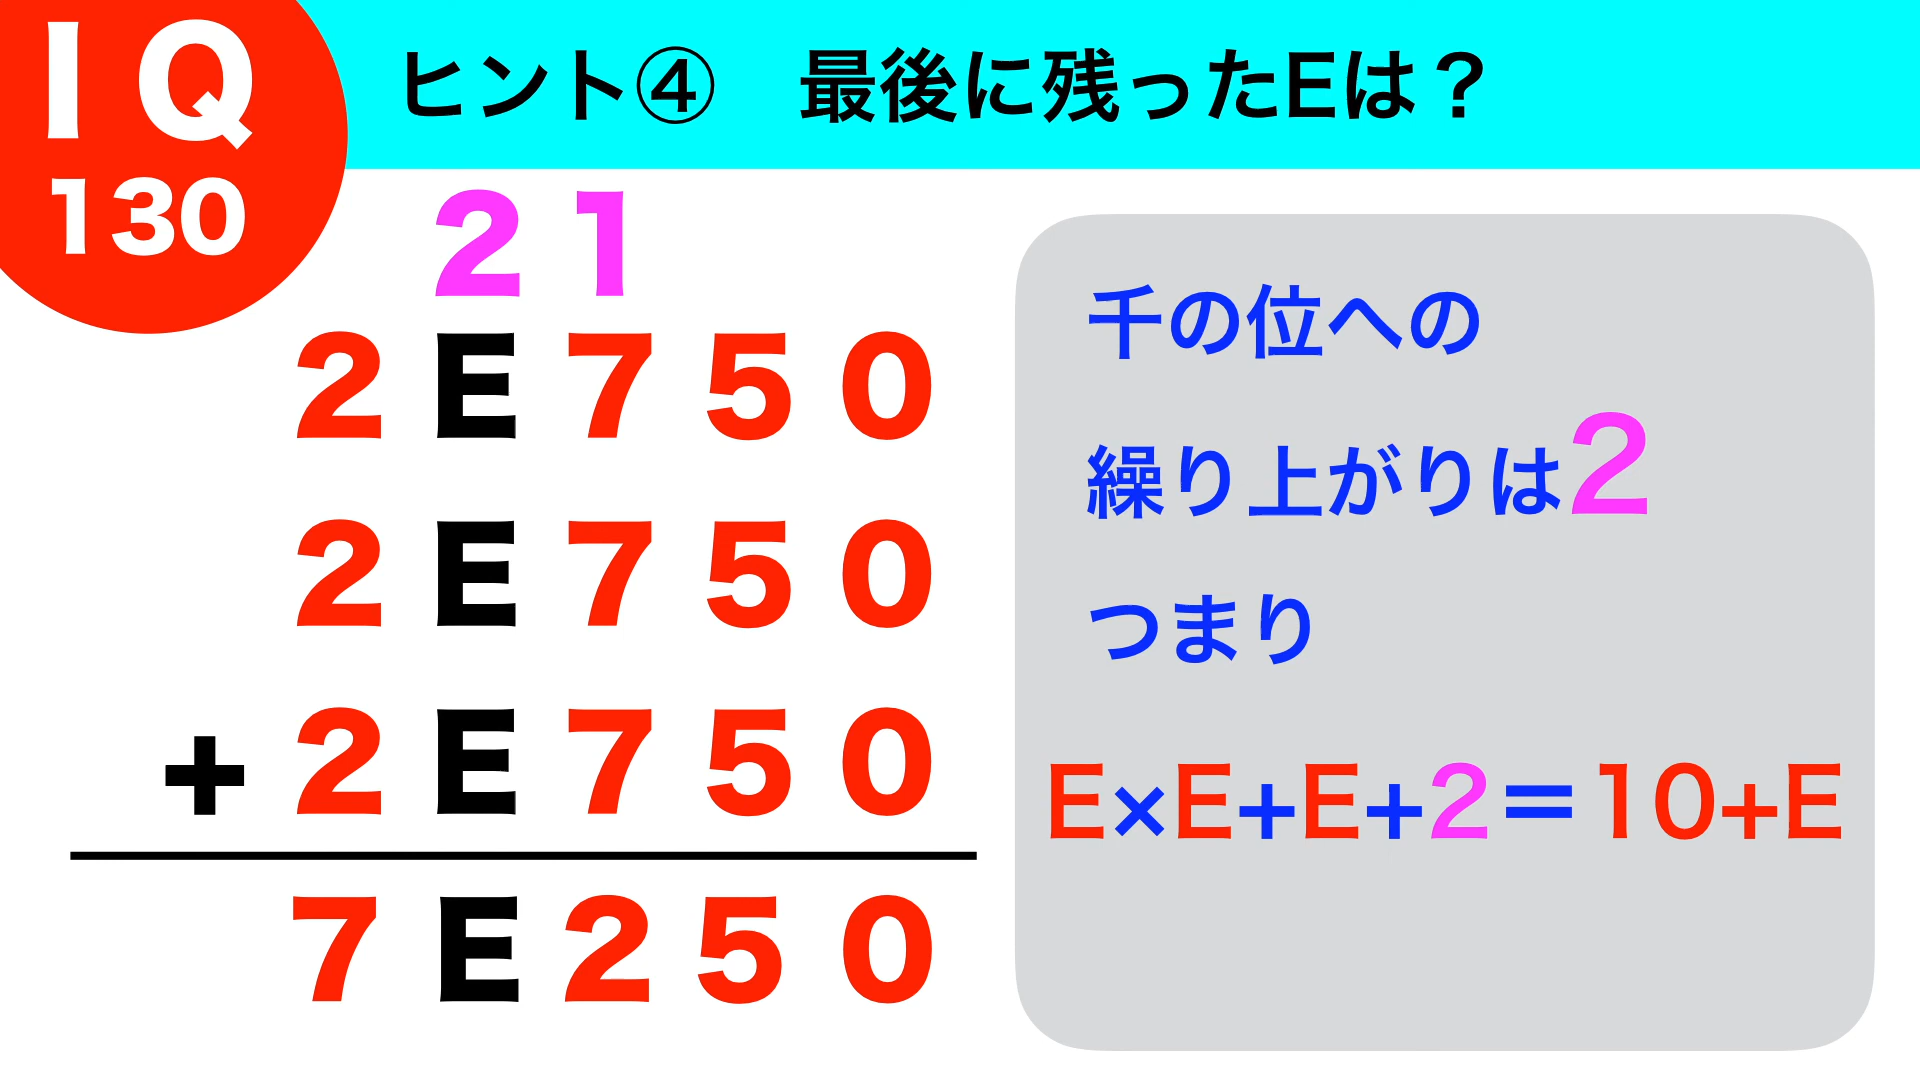 IQ
130
ヒント④　最後に残ったEは？
21
2E750
2E750
+2E750
7E250
千の位への
繰り上がりは2
つまり
E×E+E+2=10+E